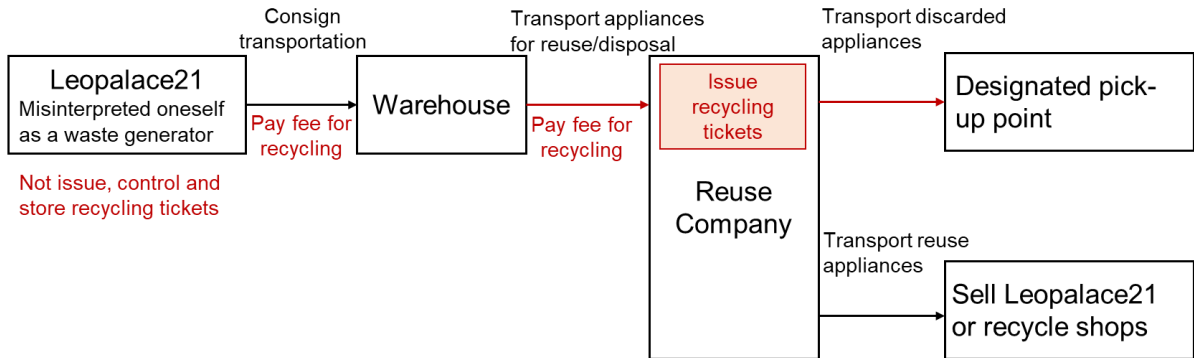 Consign
transportation
Transport appliances
for reuse/disposal
Transport discarded
appliances
Leopalace21
Misinterpreted oneself
as a waste generator
Pay fee for
recycling
Warehouse
Pay fee for
recycling
Issue
recycling
tickets
Designated pick-
up point
Not issue, control and
store recycling tickets
Reuse
Company
Transport reuse
appliances
Sell Leopalace21
or recycle shops